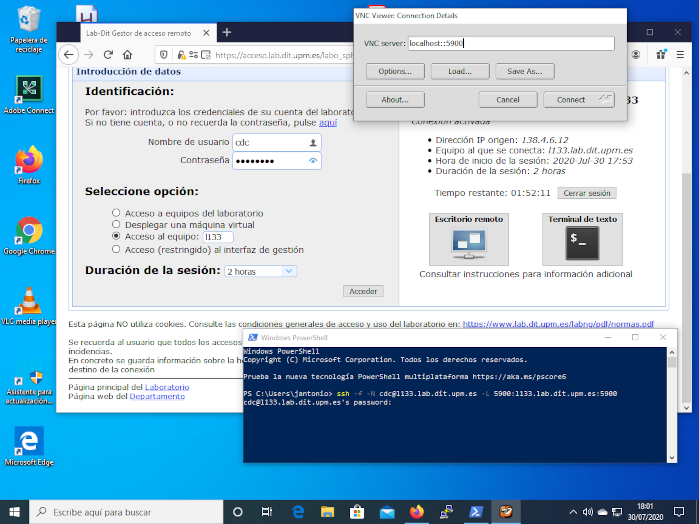 Papelera de
reciclaje
Adobe Connect
Firefox
Google Chrome
VLC media player
Asistente para
actualización...
Microsoft Edge
Lab-Dit Gestor de acceso remoto
https://acceso.lab.dit.upm.es/labo_spl
Introducción de datos
Identificación:
Por favor: introduzca los credenciales de su cuenta del laborato
Si no tiene cuenta, o no recuerda la contraseña, pulse aquí
Nombre de usuario cdc
Contraseña
Seleccione opción:
Acceso a equipos del laboratorio
Desplegar una máquina virtual
Acceso al equipo: l133
Acceso (restringido) al interfaz de gestión
Duración de la sesión: 2 horas
Acceder
33
Conexión activada
Dirección IP origen: 138.4.6.12
Equipo al que se conecta: l133.lab.dit.upm.es
Hora de inicio de la sesión: 2020-Jul-30 17:53
Duración de la sesión: 2 horas
Tiempo restante: 01:52:11 Cerrar sesión
Escritorio remoto
Terminal de texto
$_
Consultar instrucciones para información adicional
Esta página NO utiliza cookies. Consulte las condiciones generales de acceso y uso del laboratorio en: https://www.lab.dit.upm.es/labng/pdf/normas.pdf
Se recuerda al usuario que todos los accesos
incidencias.
En concreto se guarda información sobre la h
destino de la conexión
Página principal del Laboratorio
Página web del Departamento
VNC Viewer: Connection Details
VNC server: localhost::5900
Options... Load... Save As...
About... Cancel Connect
Windows PowerShell
Windows PowerShell
Copyright (C) Microsoft Corporation. Todos los derechos reservados.
Prueba la nueva tecnología PowerShell multiplataforma https://aka.ms/pscore6
PS C:\Users\jantonio> ssh -f -N cdc@l133.lab.dit.upm.es -L 5900:l133.lab.dit.upm.es:5900
cdc@l133.lab.dit.upm.es's password:
Escribe aquí para buscar
18:01
30/07/2020